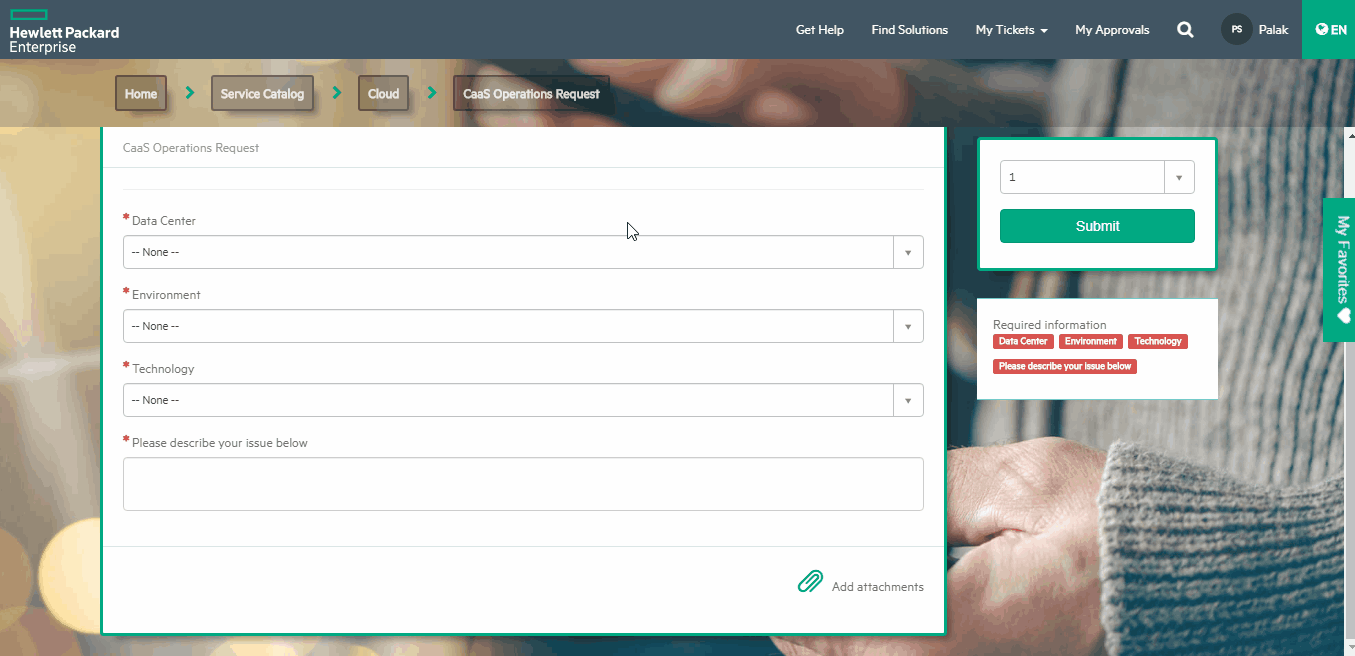 Hewlett Packard
Enterprise
Get Help Find Solutions My Tickets My Approvals PS Palak EN
Home Service Catalog Cloud CaaS Operations Request
CaaS Operations Request
* Data Center
-- None --
* Environment
-- None --
* Technology
-- None --
* Please describe your issue below
Add attachments
1
Submit
Required information
Data Center Environment Technology
Please describe your issue below
My Favorites